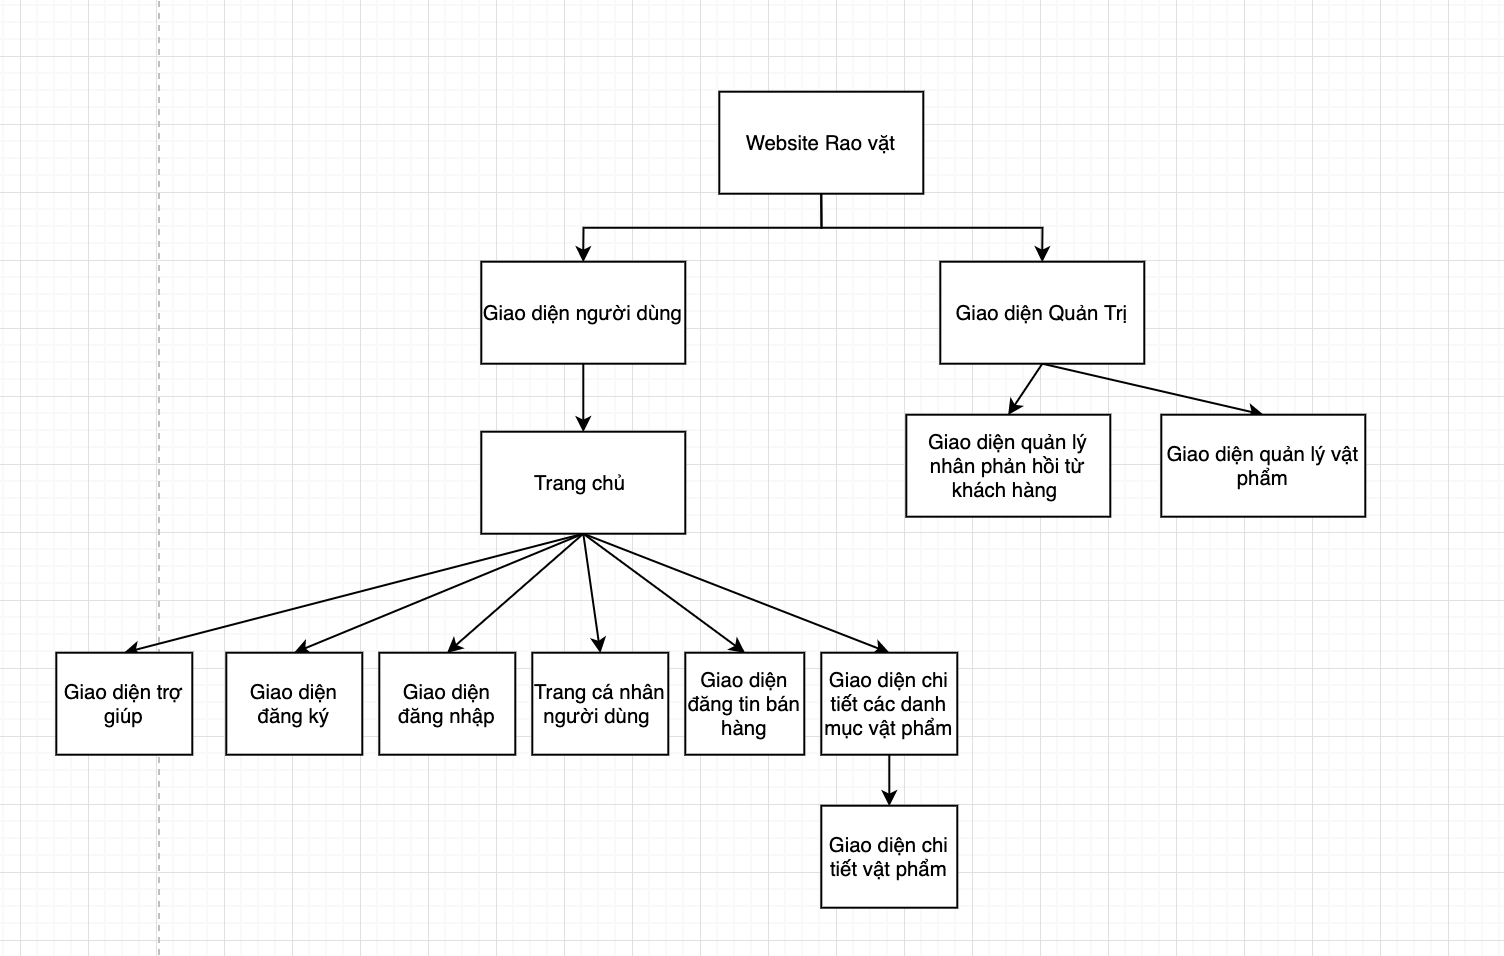 Website Rao vặt
Giao diện người dùng
Giao diện Quản Trị
Giao diện quản lý
nhân phản hồi từ
khách hàng
Giao diện quản lý vật
phẩm
Trang chủ
Giao diện trợ
giúp
Giao diện
đăng ký
Giao diện
đăng nhập
Trang cá nhân
người dùng
Giao diện
đăng tin bán
hàng
Giao diện chi
tiết các danh
mục vật phẩm
Giao diện chi
tiết vật phẩm